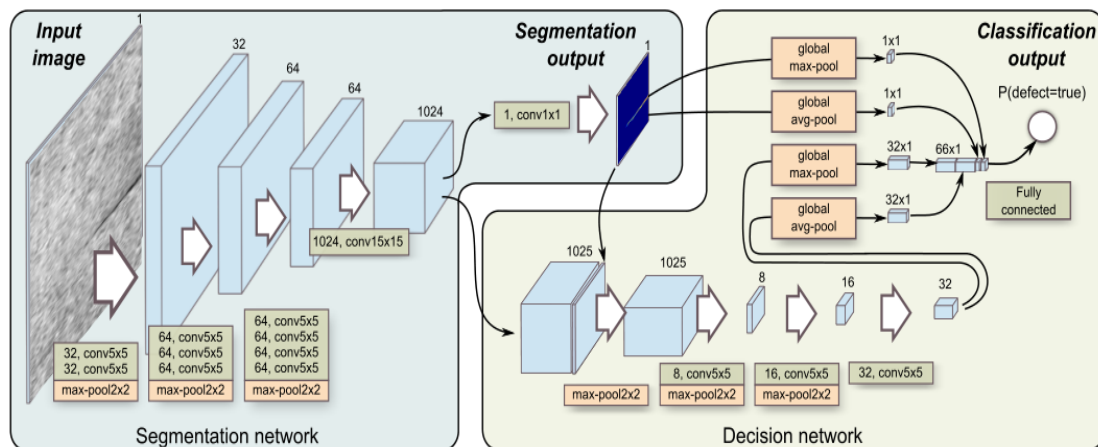 Input
image
1
32
64
64
1024
Segmentation
output
1
1, conv1x1
1024, conv15x15
32, conv5x5
32, conv5x5
max-pool2x2
64, conv5x5
64, conv5x5
64, conv5x5
max-pool2x2
64, conv5x5
64, conv5x5
64, conv5x5
64, conv5x5
max-pool2x2
Segmentation network
global
max-pool
1x1
global
avg-pool
1x1
global
max-pool
32x1
66x1
global
avg-pool
32x1
Classification
output
P(defect=true)
Fully
connected
1025
1025
8
16
32
max-pool2x2
8, conv5x5
max-pool2x2
16, conv5x5
max-pool2x2
32, conv5x5
Decision network